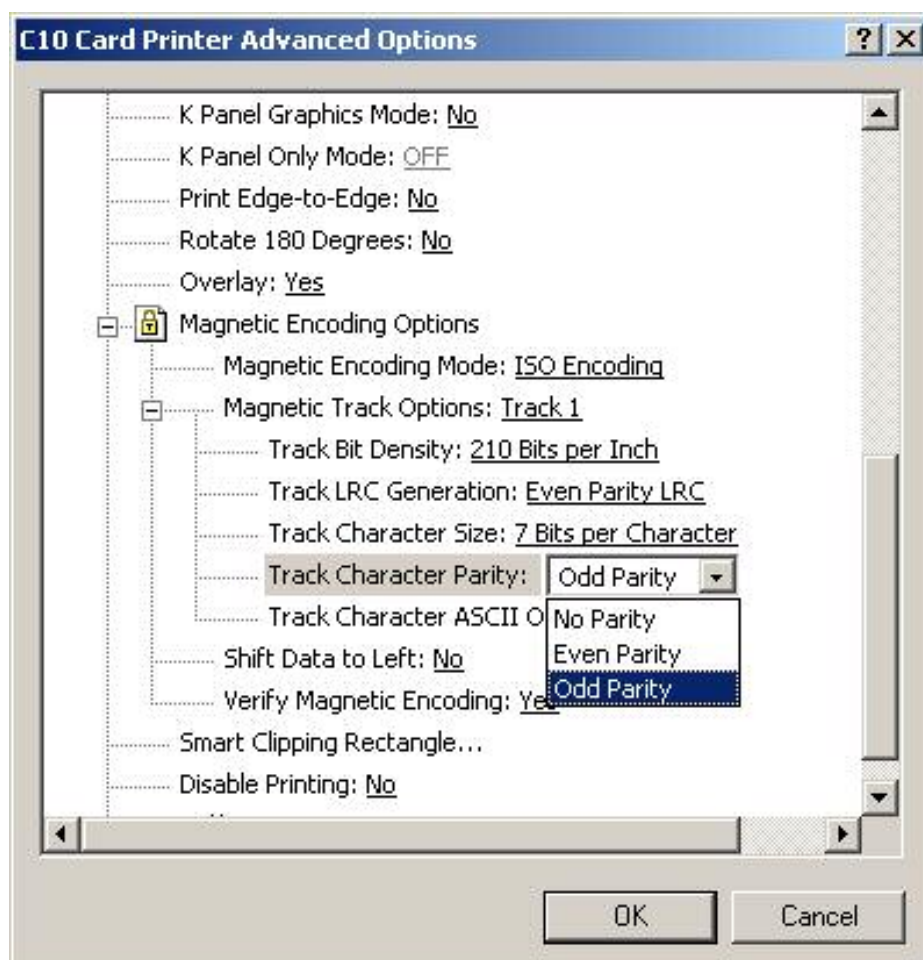 C10 Card Printer Advanced Options
K Panel Graphics Mode: No
K Panel Only Mode: OFF
Print Edge-to-Edge: No
Rotate 180 Degrees: No
Overlay: Yes
Magnetic Encoding Options
Magnetic Encoding Mode: ISO Encoding
Magnetic Track Options: Track 1
Track Bit Density: 210 Bits per Inch
Track LRC Generation: Even Parity LRC
Track Character Size: 7 Bits per Character
Track Character Parity: Odd Parity
Track Character ASCII O
No Parity
Even Parity
Odd Parity
Shift Data to Left: No
Verify Magnetic Encoding: Yes
Smart Clipping Rectangle...
Disable Printing: No
OK Cancel